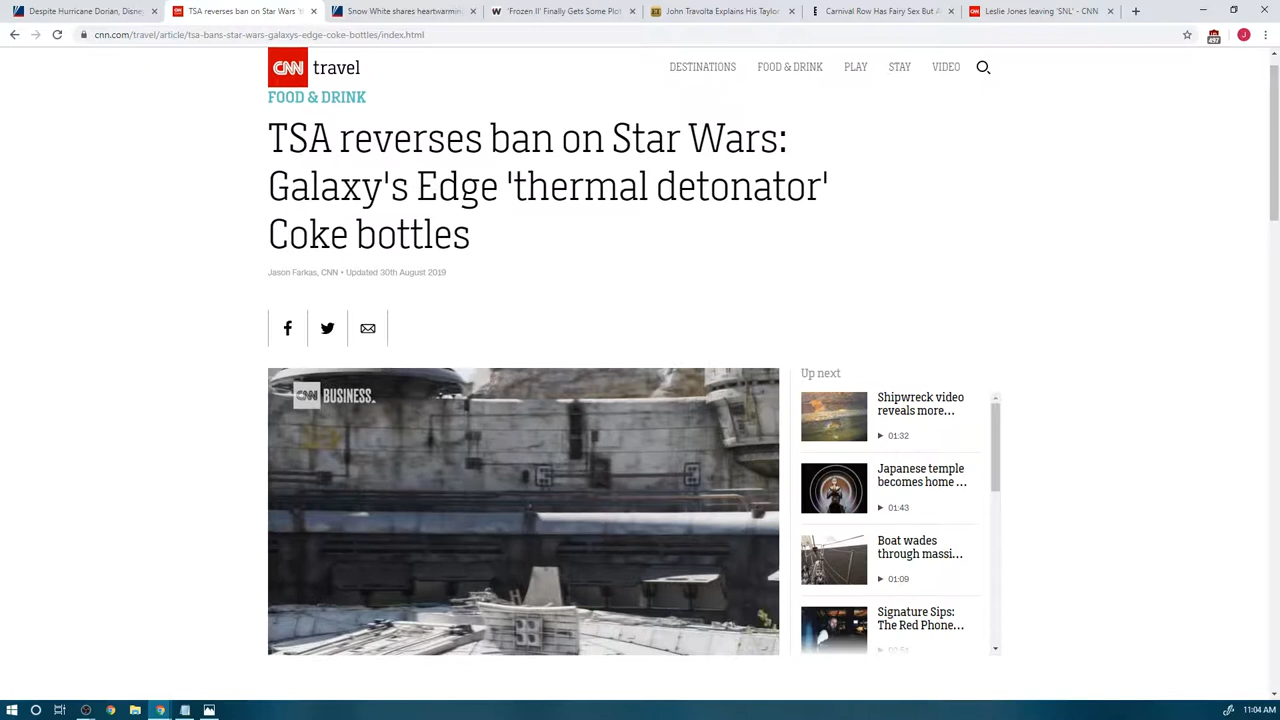 Despite Hurricane Dorian, Disney
TSA reverses ban on Star Wars: G
Snow White shares heartwarming
'Frozen II' Finally Gets Some Plot
John Travolta Explains His Taylor
Carnival Row Has Fairy Sex But A
Leslie Jones leaving 'SNL' - CNN
cnn.com/travel/article/tsa-bans-star-wars-galaxys-edge-coke-bottles/index.html
497
J
CNN travel
DESTINATIONS FOOD & DRINK PLAY STAY VIDEO
FOOD & DRINK
TSA reverses ban on Star Wars:
Galaxy's Edge 'thermal detonator'
Coke bottles
Jason Farkas, CNN • Updated 30th August 2019
CNN BUSINESS
Up next
Shipwreck video
reveals more...
01:32
Japanese temple
becomes home ...
01:43
Boat wades
through massi...
01:09
Signature Sips:
The Red Phone...
11:04 AM